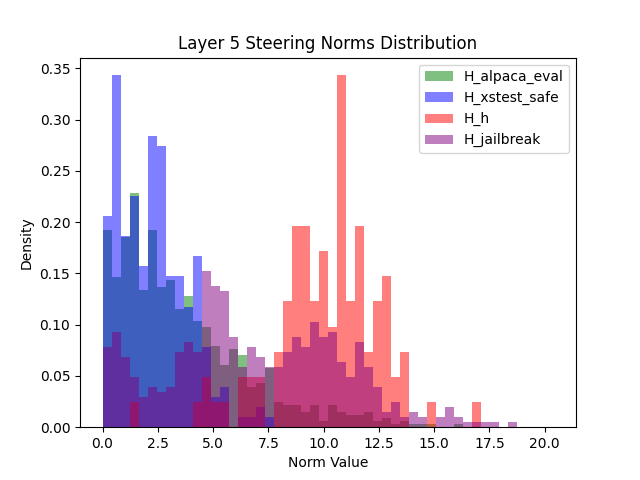 Layer 5 Steering Norms Distribution
H_alpaca_eval
H_xstest_safe
H_h
H_jailbreak
0.35
0.30
0.25
0.20
0.15
0.10
0.05
0.00
Density
0.0 2.5 5.0 7.5 10.0 12.5 15.0 17.5 20.0
Norm Value